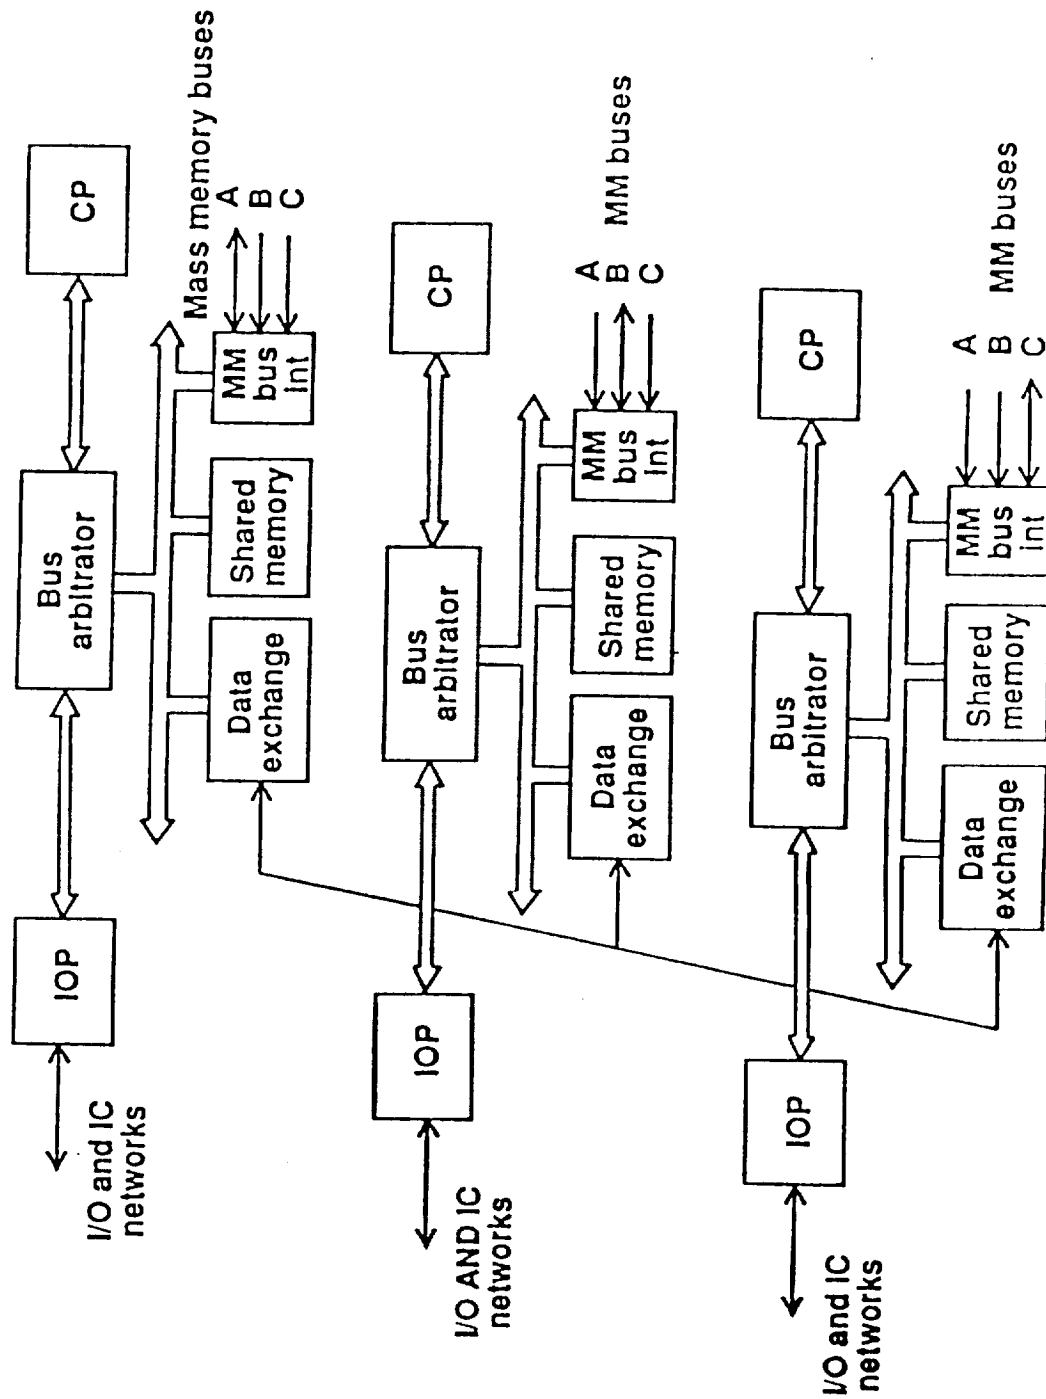 I/O and IC
networks
IOP
Bus
arbitrator
CP
Mass memory buses
Data
exchange
Shared
memory
MM
bus
Int
A
B
C
I/O AND IC
networks
IOP
Bus
arbitrator
CP
Data
exchange
Shared
memory
MM
bus
Int
A
B
C
MM buses
I/O and IC
networks
IOP
Bus
arbitrator
CP
Data
exchange
Shared
memory
MM
bus
Int
A
B
C
MM buses